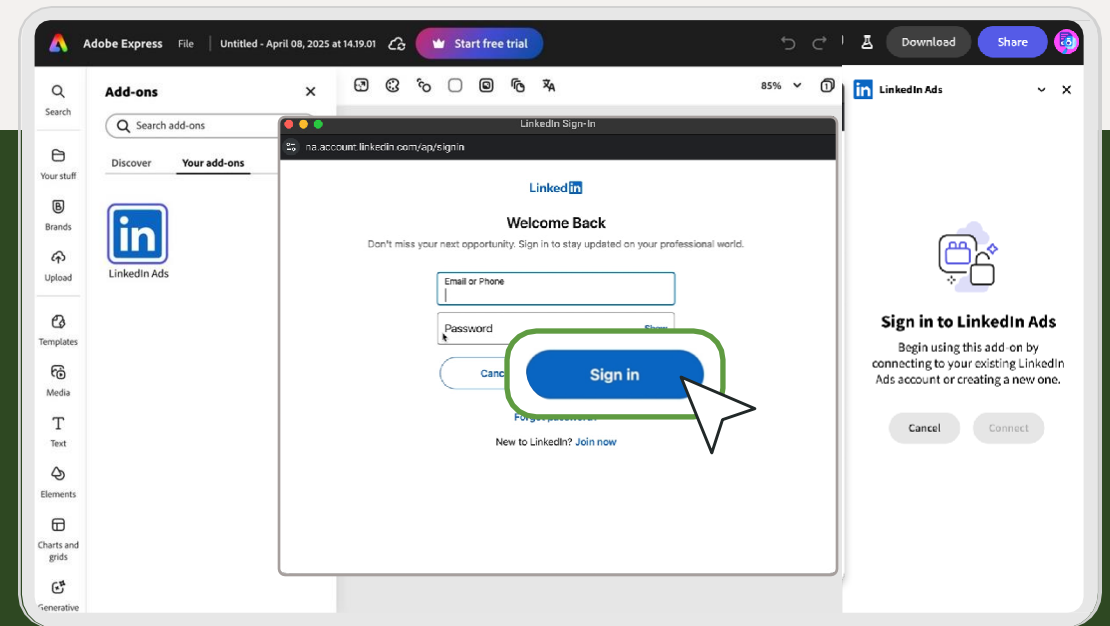 Adobe Express File Untitled - April 08, 2025 at 14.19.01 Start free trial Download Share
Search
Your stuff
Brands
Upload
Templates
Media
Text
Elements
Charts and
grids
Generative
Add-ons
Search add-ons
Discover Your add-ons
in
LinkedIn Ads
85%
1
LinkedIn Sign-In
na.account.linkedin.com/ap/signin
Linkedin
Welcome Back
Don't miss your next opportunity. Sign in to stay updated on your professional world.
Email or Phone
Password Show
Sign in
New to LinkedIn? Join now
in LinkedIn Ads
Sign in to LinkedIn Ads
Begin using this add-on by
connecting to your existing LinkedIn
Ads account or creating a new one.
Cancel Connect